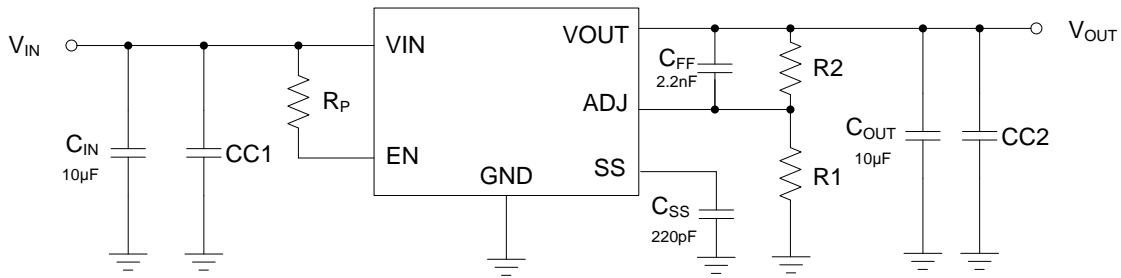 VIN
CIN
10µF
CC1
RP
VIN
EN
GND
VOUT
ADJ
SS
CFF
2.2nF
R2
R1
CSS
220pF
COUT
10µF
CC2
VOUT